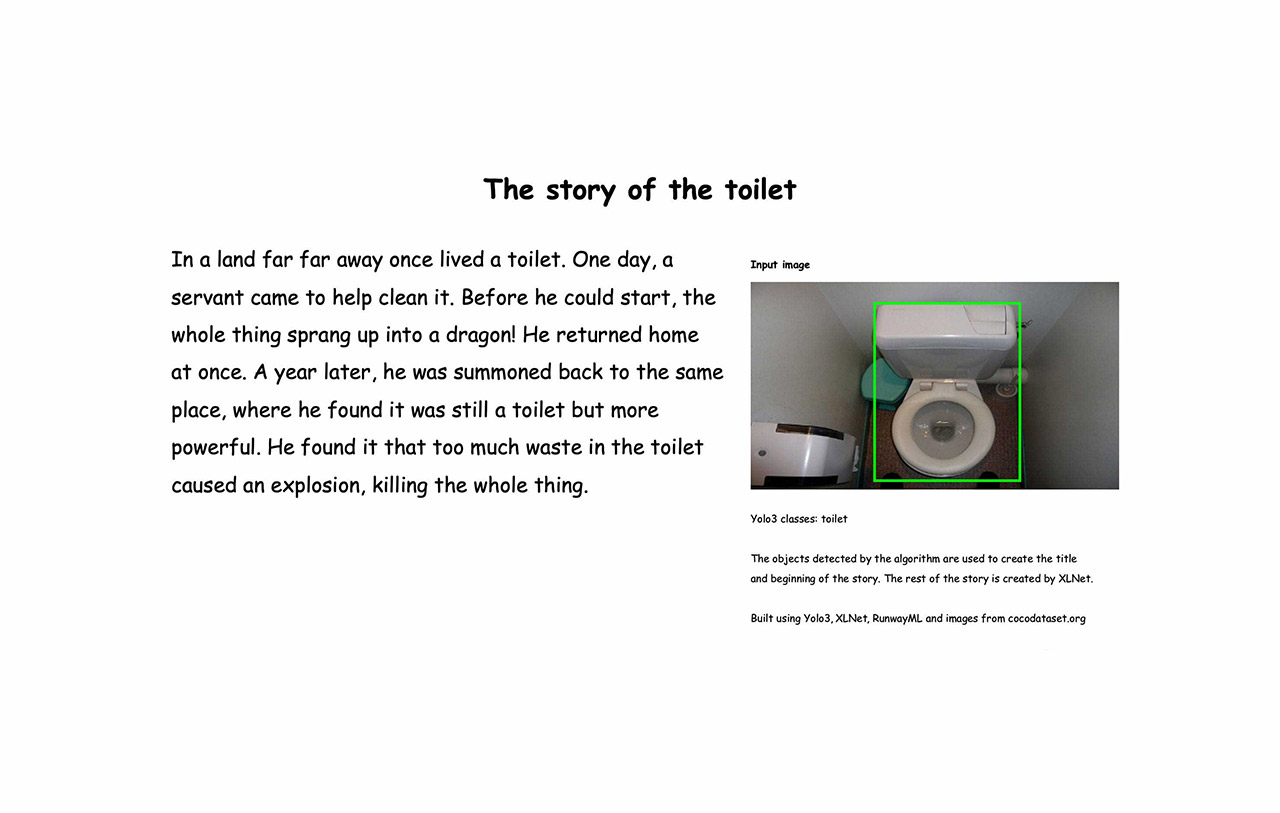 The story of the toilet
In a land far far away once lived a toilet. One day, a
servant came to help clean it. Before he could start, the
whole thing sprang up into a dragon! He returned home
at once. A year later, he was summoned back to the same
place, where he found it was still a toilet but more
powerful. He found it that too much waste in the toilet
caused an explosion, killing the whole thing.
Input image
Yolo3 classes: toilet
The objects detected by the algorithm are used to create the title
and beginning of the story. The rest of the story is created by XLNet.
Built using Yolo3, XLNet, RunwayML and images from cocodataset.org